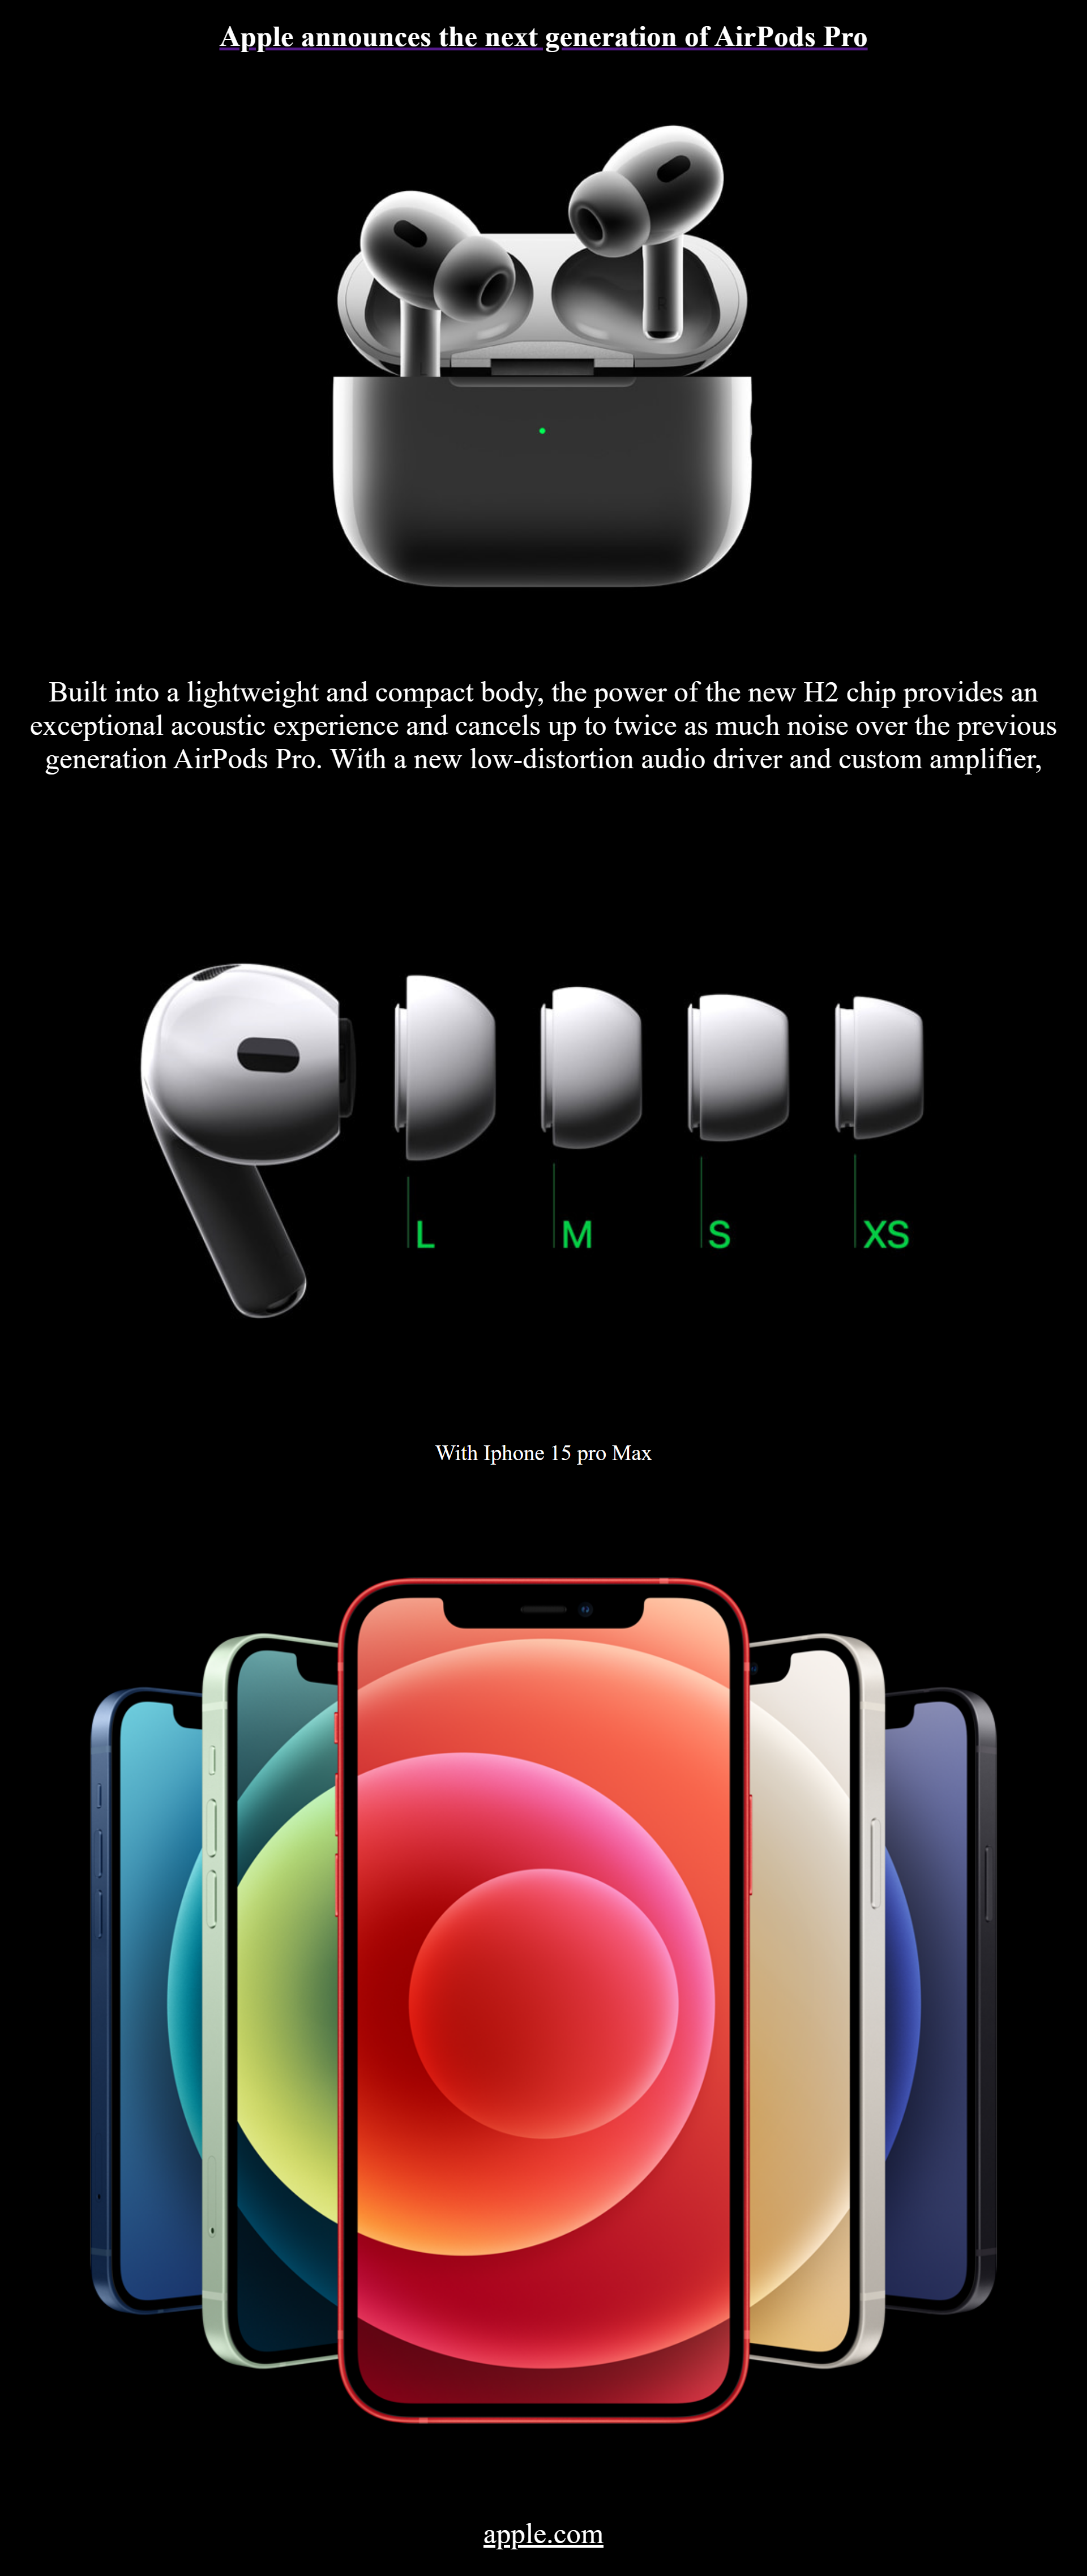 Apple announces the next generation of AirPods Pro
Built into a lightweight and compact body, the power of the new H2 chip provides an
exceptional acoustic experience and cancels up to twice as much noise over the previous
generation AirPods Pro. With a new low-distortion audio driver and custom amplifier,
L M S XS
With Iphone 15 pro Max
apple.com